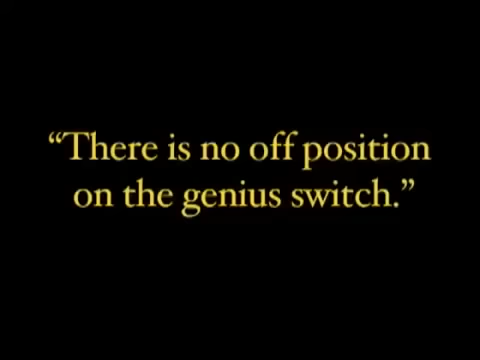 “There is no off position
on the genius switch.”